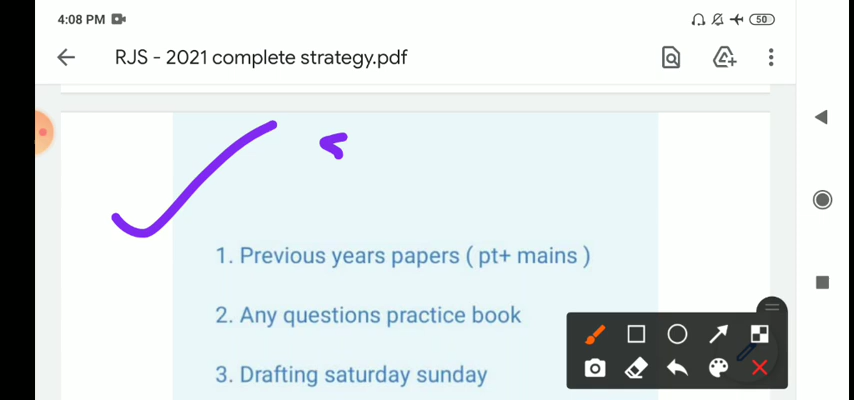 4:08 PM
50
RJS - 2021 complete strategy.pdf
1. Previous years papers ( pt+ mains )
2. Any questions practice book
3. Drafting saturday sunday